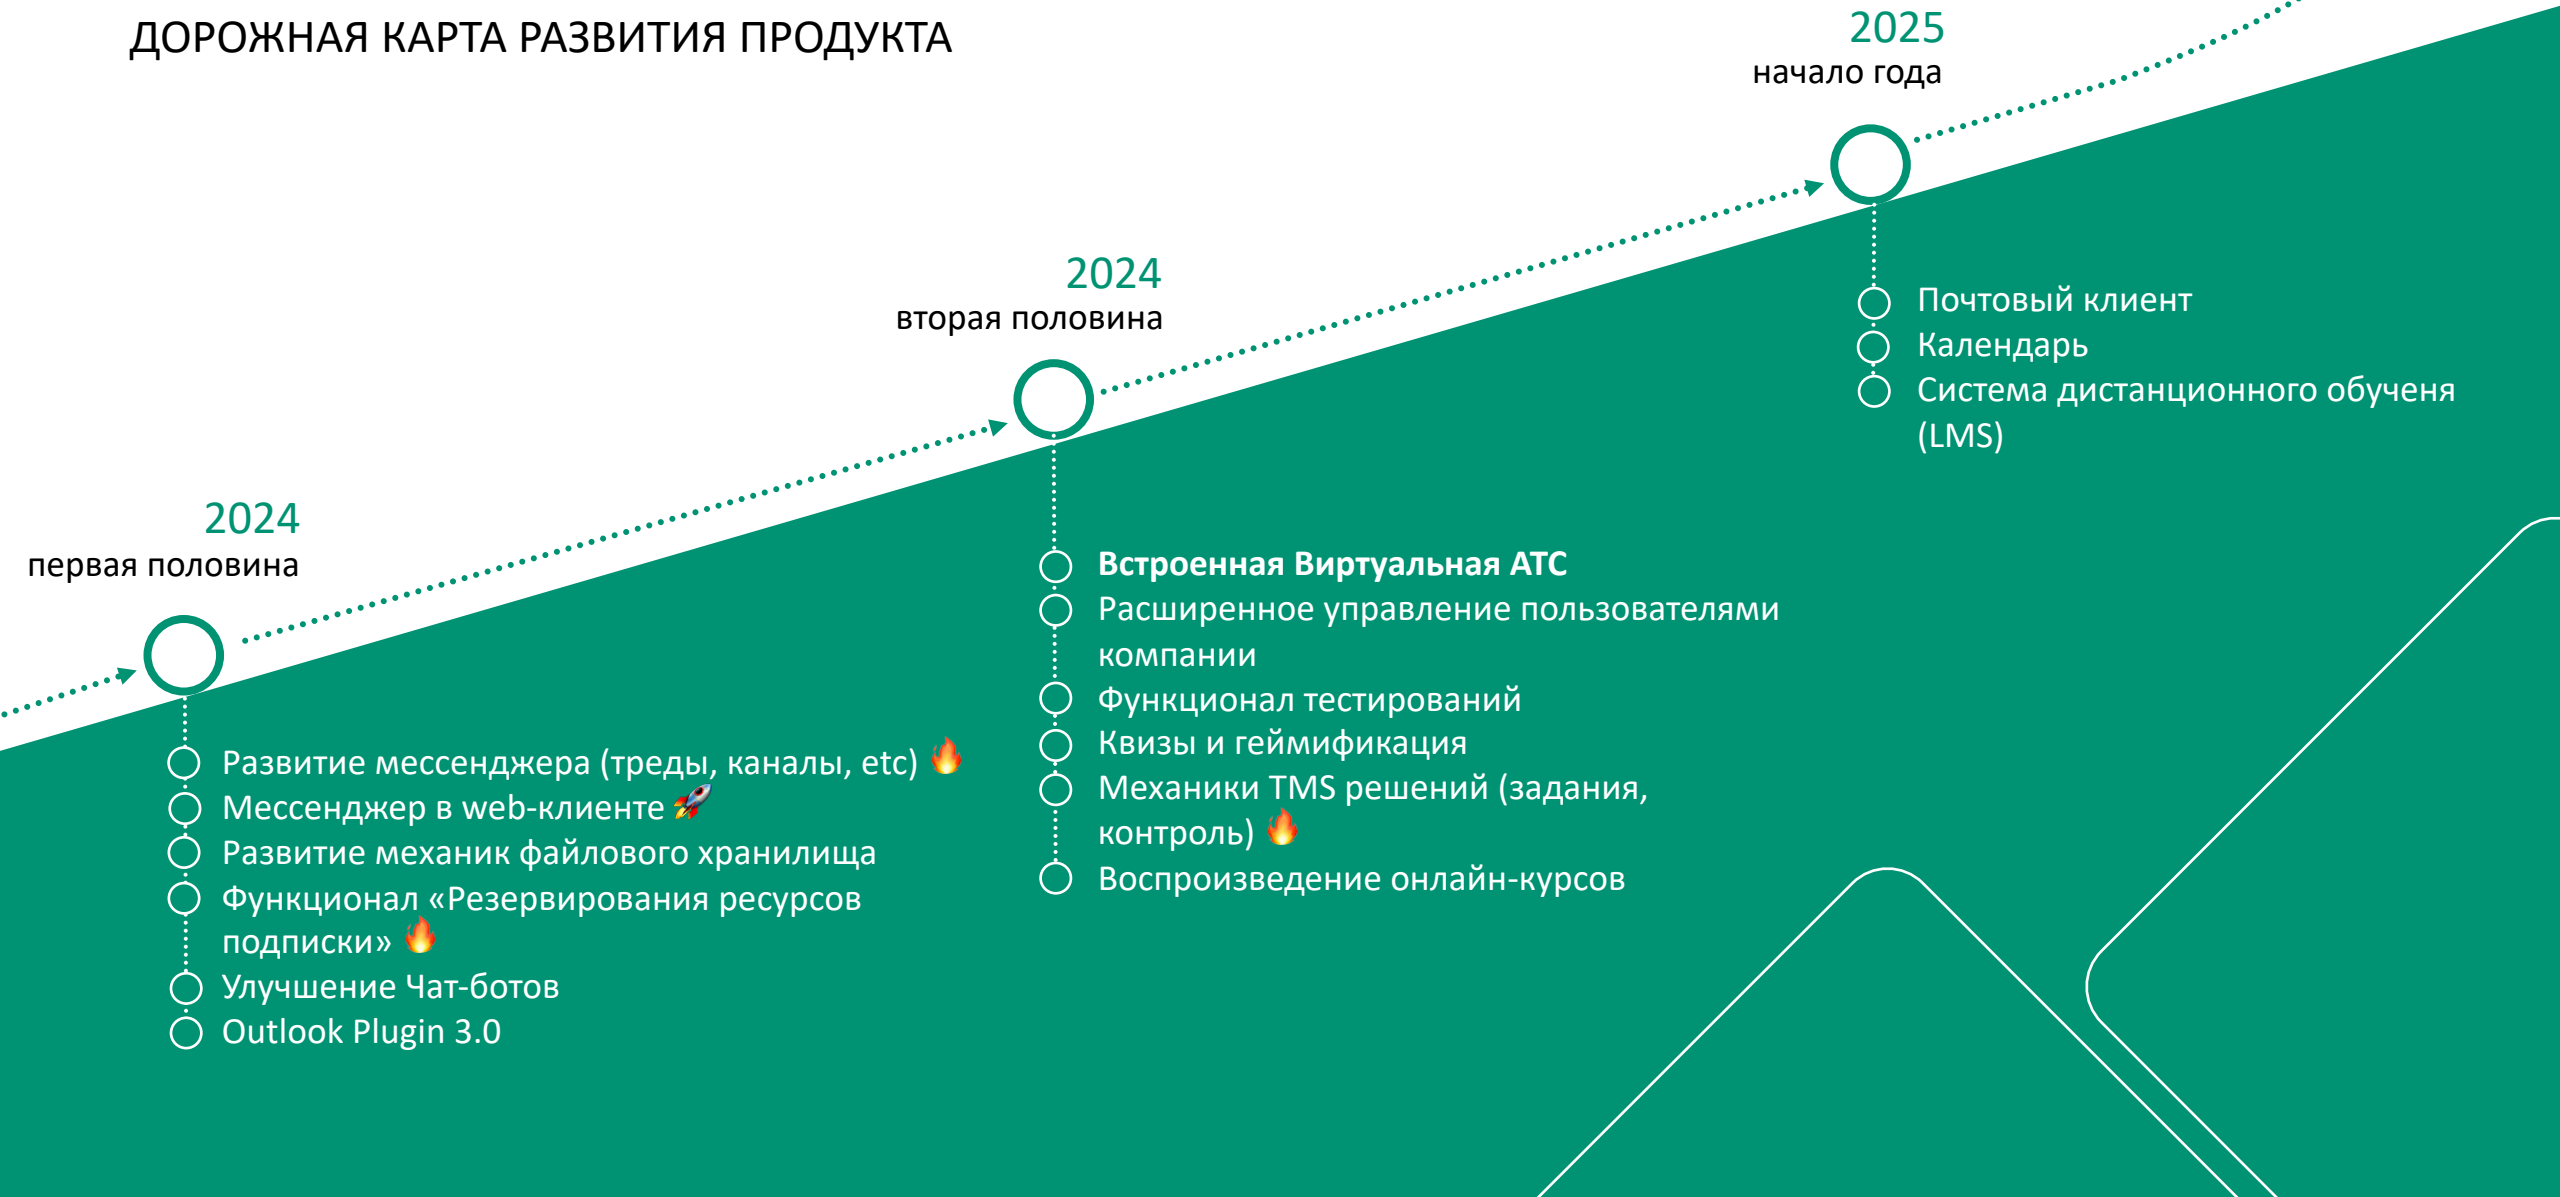 ДОРОЖНАЯ КАРТА РАЗВИТИЯ ПРОДУКТА
2024
первая половина
Развитие мессенджера (треды, каналы, etc) 🔥
Мессенджер в web-клиенте 🚀
Развитие механик файлового хранилища
Функционал «Резервирования ресурсов
подписки» 🔥
Улучшение Чат-ботов
Outlook Plugin 3.0
2024
вторая половина
Встроенная Виртуальная АТС
Расширенное управление пользователями
компании
Функционал тестирований
Квизы и геймификация
Механики TMS решений (задания,
контроль) 🔥
Воспроизведение онлайн-курсов
2025
начало года
Почтовый клиент
Календарь
Система дистанционного обученя
(LMS)